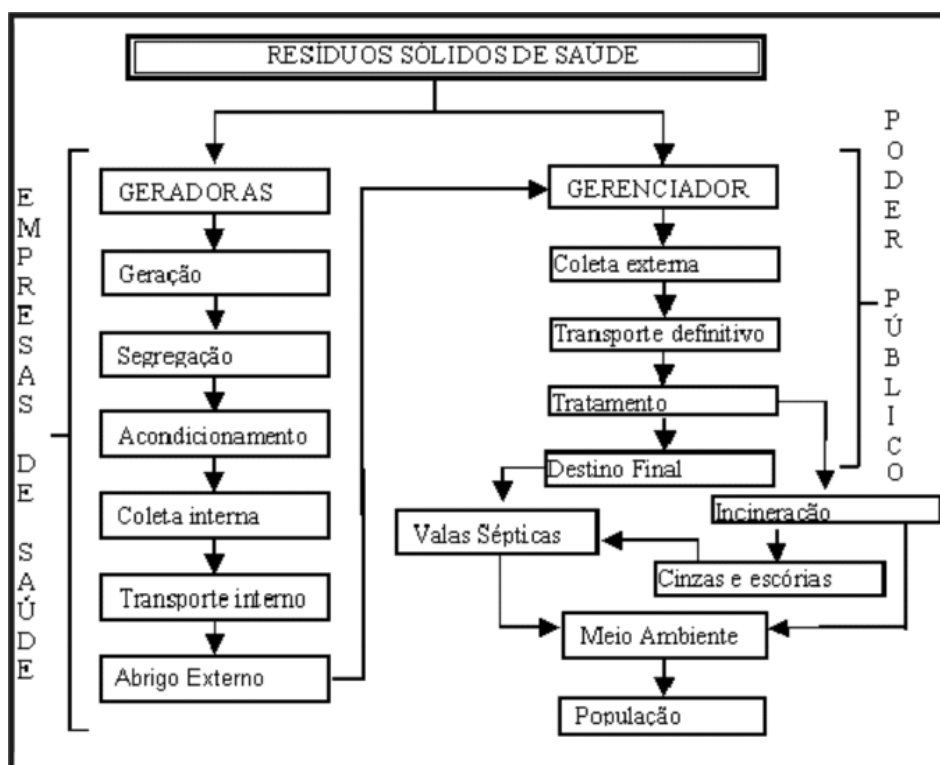 RESÍDUOS SÓLIDOS DE SAÚDE
EMPRESAS DE SAÚDE
GERADORAS
Geração
Segregação
Acondicionamento
Coleta interna
Transporte interno
Abrigo Externo
PODER PÚBLICO
GERENCIADOR
Coleta externa
Transporte definitivo
Tratamento
Destino Final
Incineração
Valas Sépticas
Cinzas e escórias
Meio Ambiente
População